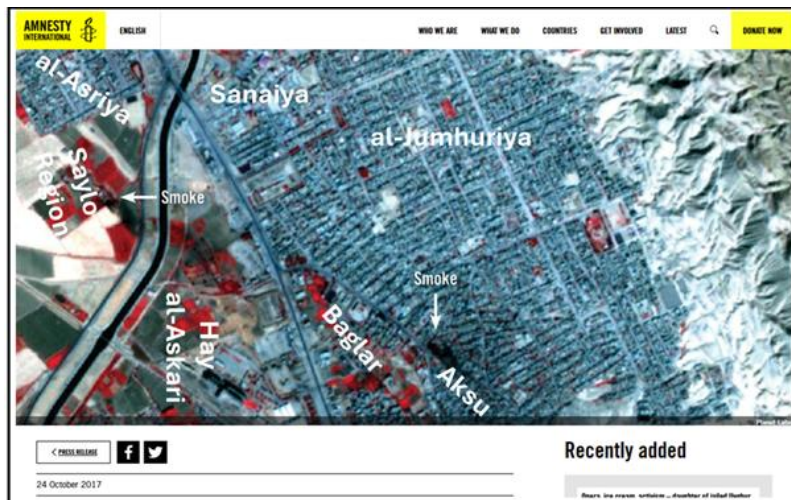 AMNESTY
INTERNATIONAL
ENGLISH
WHO WE ARE
WHAT WE DO
COUNTRIES
GET INVOLVED
LATEST
DONATE NOW
al-Asriya
Sanaiya
al-Jumhuriya
Saylo
Region
Smoke
Smoke
Hay
al-Askari
Baglar
Aksu
Planet Labs
< PRESS RELEASE
Recently added
24 October 2017